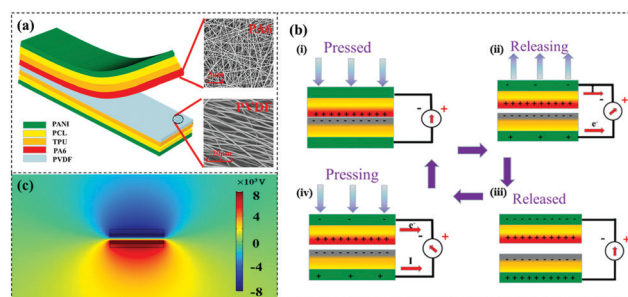 (a)
PA6
PVDF
PANI
PCL
TPU
PA6
PVDF
(b)
(i)
Pressed
(ii)
Releasing
I
e-
(iv)
Pressing
(iii)
Released
e-
I
(c)
×10³ V
8
4
0
-4
-8